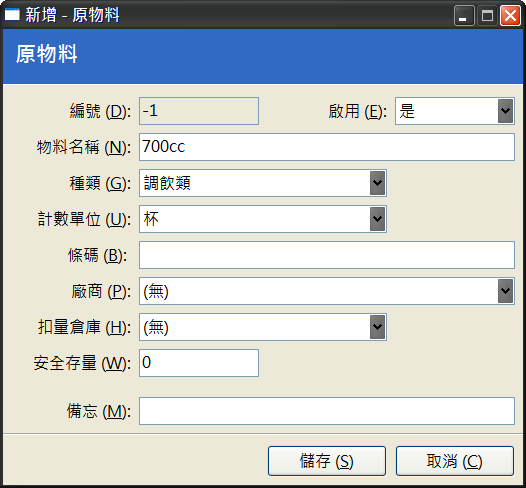 新增 - 原物料
原物料
編號 (D): -1 啟用 (E): 是
物料名稱 (N): 700cc
種類 (G): 調飲類
計數單位 (U): 杯
條碼 (B):
廠商 (P): (無)
扣量倉庫 (H): (無)
安全存量 (W): 0
備忘 (M):
儲存 (S) 取消 (C)